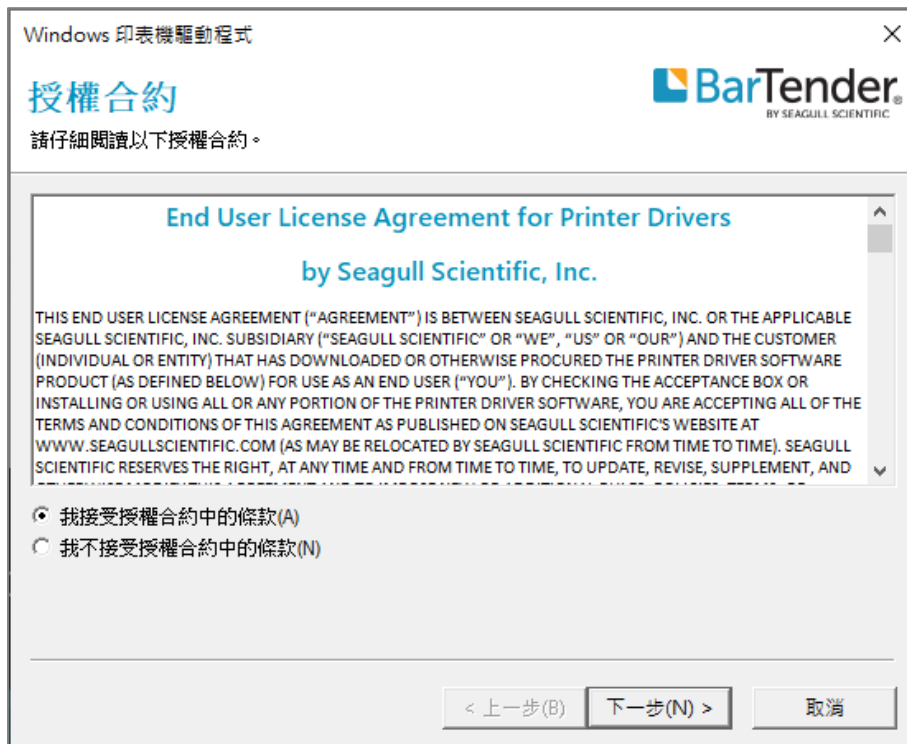 Windows 印表機驅動程式
授權合約
請仔細閱讀以下授權合約。
BarTender®
BY SEAGULL SCIENTIFIC
End User License Agreement for Printer Drivers
by Seagull Scientific, Inc.
THIS END USER LICENSE AGREEMENT (“AGREEMENT”) IS BETWEEN SEAGULL SCIENTIFIC, INC. OR THE APPLICABLE
SEAGULL SCIENTIFIC, INC. SUBSIDIARY (“SEAGULL SCIENTIFIC” OR “WE”, “US” OR “OUR”) AND THE CUSTOMER
(INDIVIDUAL OR ENTITY) THAT HAS DOWNLOADED OR OTHERWISE PROCURED THE PRINTER DRIVER SOFTWARE
PRODUCT (AS DEFINED BELOW) FOR USE AS AN END USER (“YOU”). BY CHECKING THE ACCEPTANCE BOX OR
INSTALLING OR USING ALL OR ANY PORTION OF THE PRINTER DRIVER SOFTWARE, YOU ARE ACCEPTING ALL OF THE
TERMS AND CONDITIONS OF THIS AGREEMENT AS PUBLISHED ON SEAGULL SCIENTIFIC'S WEBSITE AT
WWW.SEAGULLSCIENTIFIC.COM (AS MAY BE RELOCATED BY SEAGULL SCIENTIFIC FROM TIME TO TIME). SEAGULL
SCIENTIFIC RESERVES THE RIGHT, AT ANY TIME AND FROM TIME TO TIME, TO UPDATE, REVISE, SUPPLEMENT, AND
我接受授權合約中的條款(A)
我不接受授權合約中的條款(N)
< 上一步(B)
下一步(N) >
取消